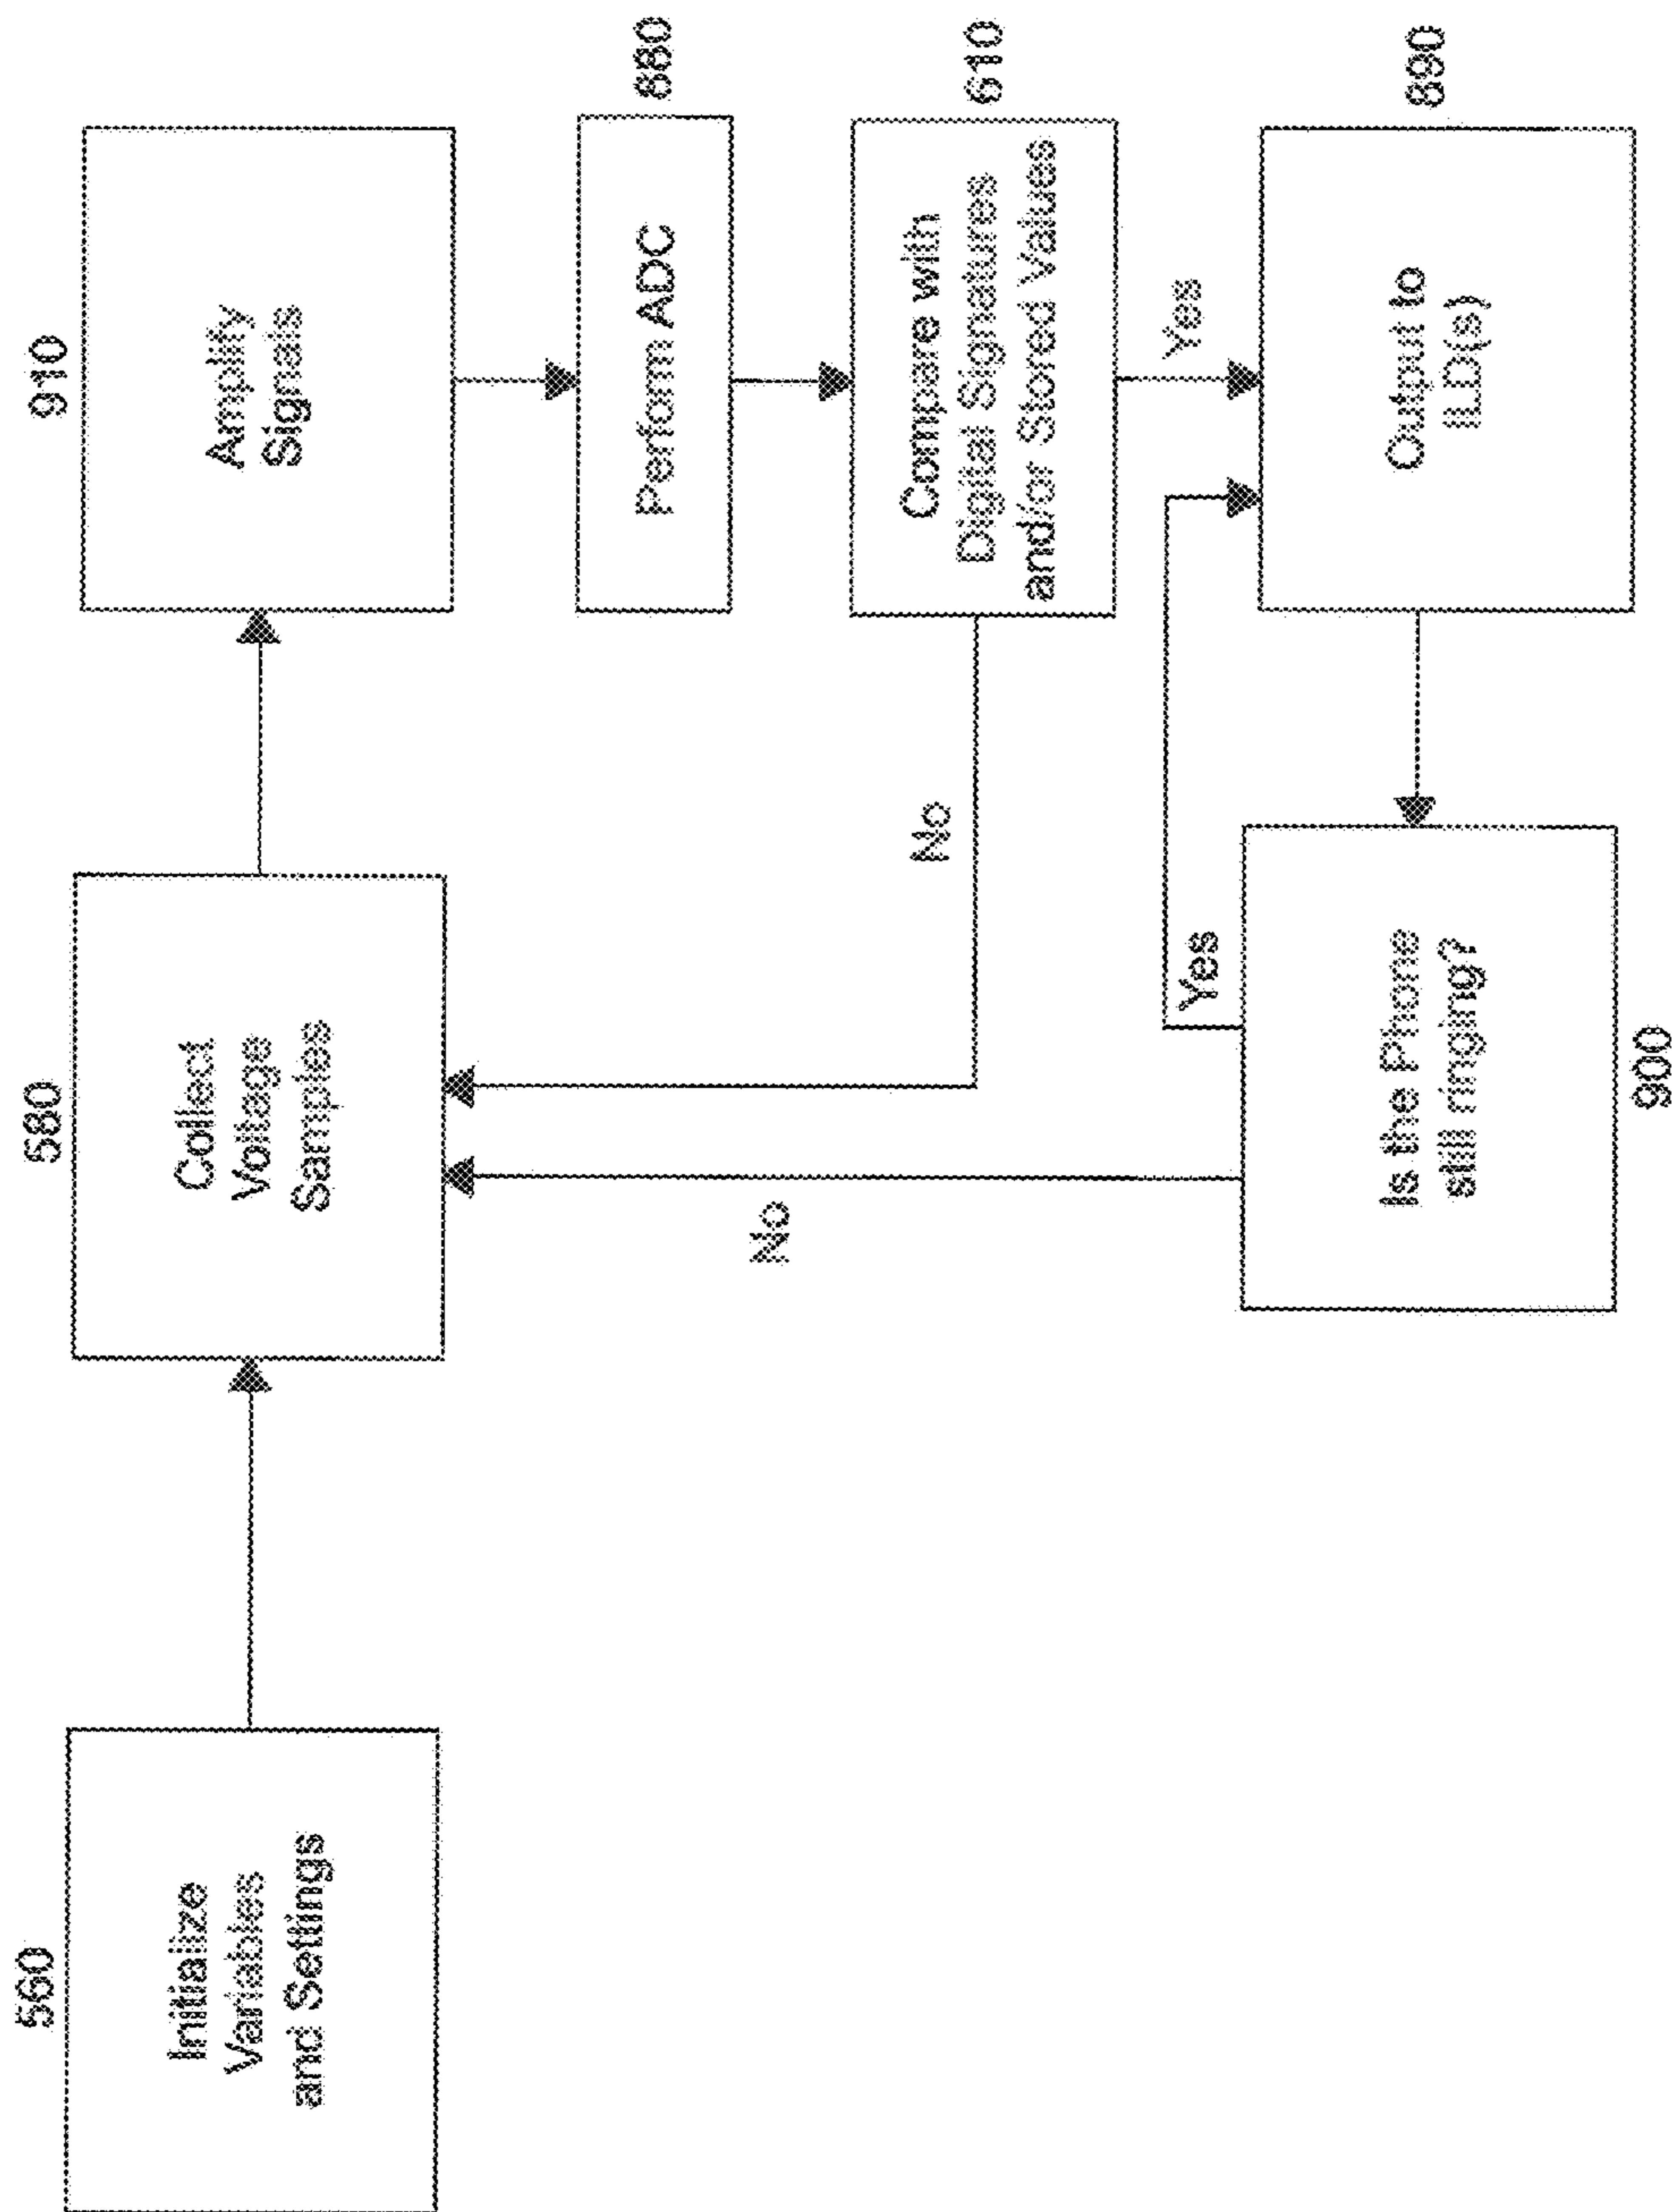 560
Initialize
Variables
and Settings
580
Collect
Voltage
Samples
910
Amplify
Signals
Perform ADC
880
Compare with
Digital Signatures
and/or Stored Values
610
No
No
Yes
Yes
Is the Phone
still ringing?
900
Output to
ILD(s)
890